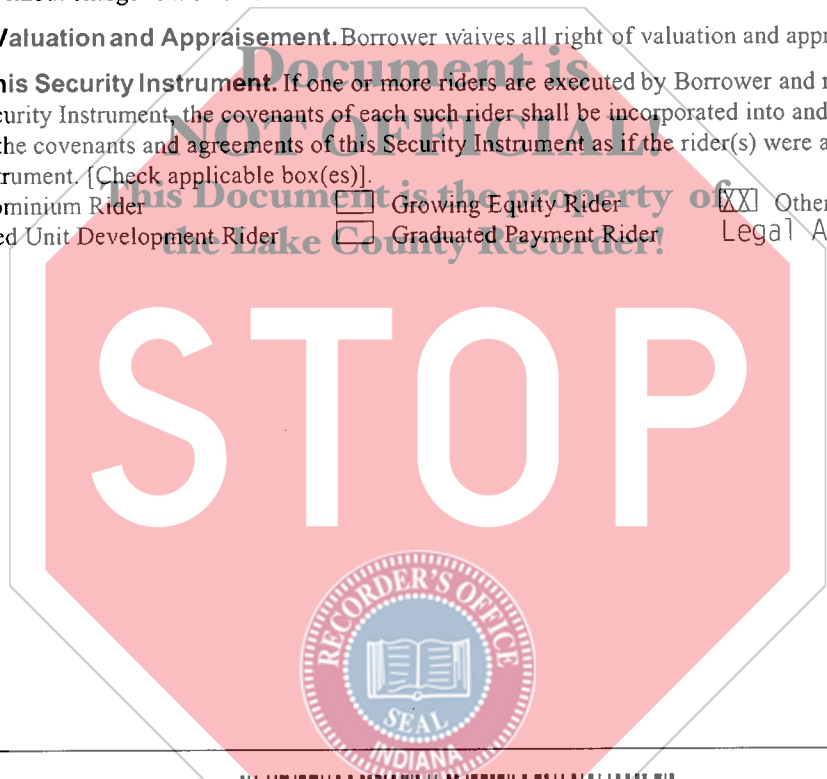 Valuation and Appraisement. Borrower waives all right of valuation and appr
Document is
his Security Instrument. If one or more riders are executed by Borrower and
curity Instrument, the covenants of each such rider shall be incorporated into and
NOT OFFICIAL!
the covenants and agreements of this Security Instrument as if the rider(s) were a
trument. [Check applicable box(es)].
This Document is the property of
ominium Rider Growing Equity Rider XX Other
the Lake County Recorder!
ed Unit Development Rider Graduated Payment Rider Legal A
STOP
RECORDER'S OFFICE
SEAL
INDIANA